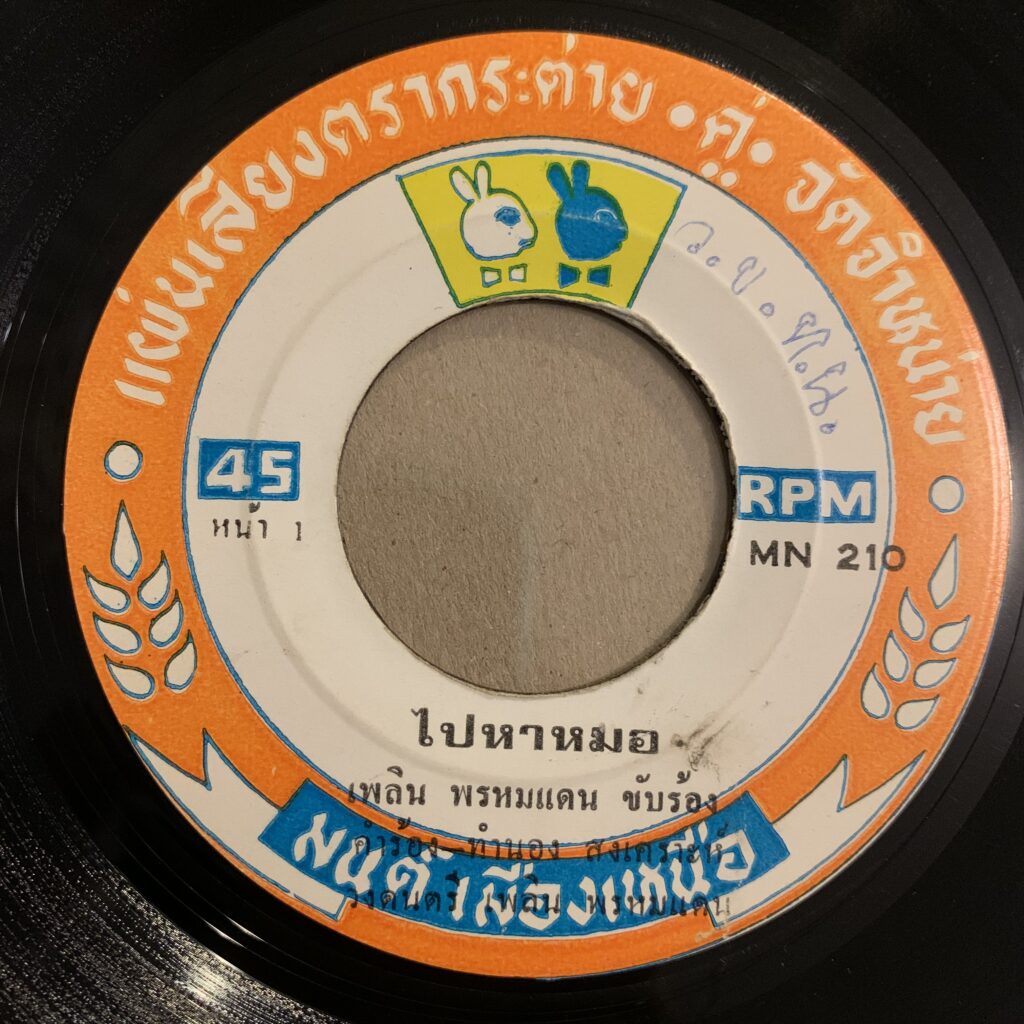 แผ่นเสียงตรากระต่าย • คู่ • จัดจำหน่าย
45
หน้า 1
RPM
MN 210
ไปหาหมอ
เพลิน พรหมแดน ขับร้อง
คำร้อง–ทำนอง สงเคราะห์
วงดนตรี เพลิน พรหมแดน
มนต์เมืองเหนือ